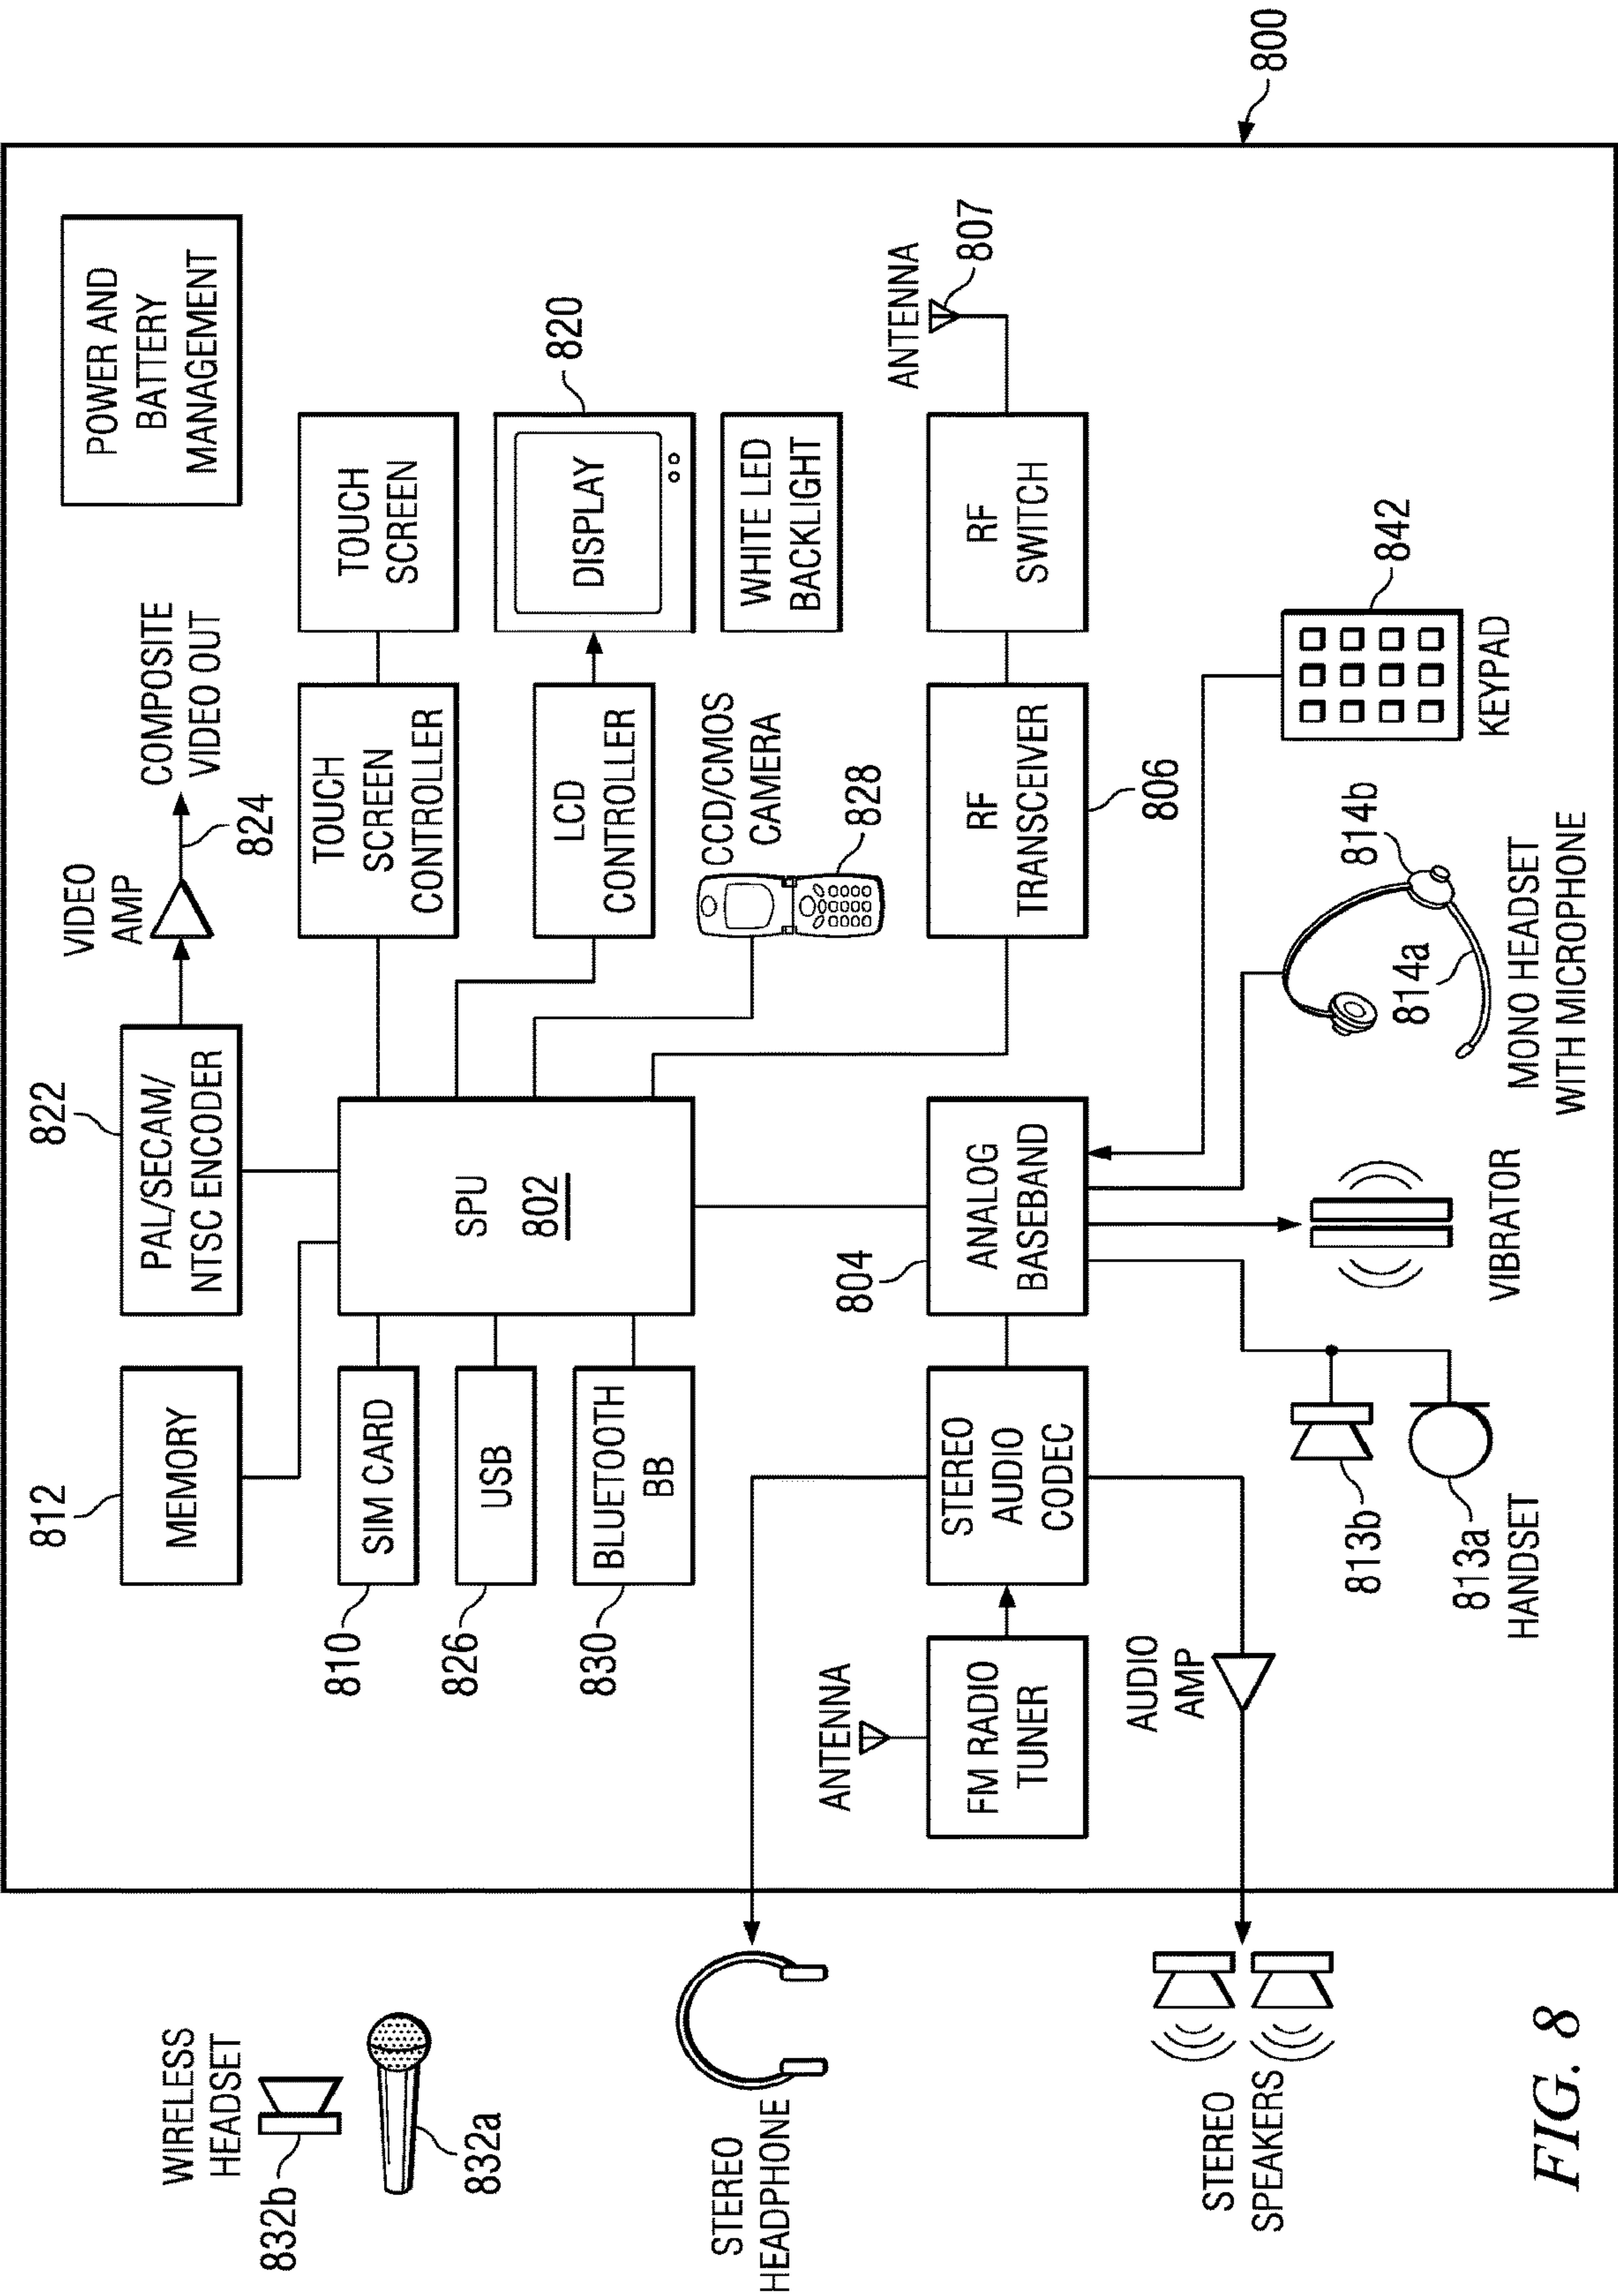 WIRELESS
HEADSET
832b
832a
812
MEMORY
822
PAL/SECAM/
NTSC ENCODER
VIDEO
AMP
824
COMPOSITE
VIDEO OUT
POWER AND
BATTERY
MANAGEMENT
810
SIM CARD
826
USB
830
BLUETOOTH
BB
SPU
802
TOUCH
SCREEN
CONTROLLER
TOUCH
SCREEN
LCD
CONTROLLER
DISPLAY
820
CCD/CMOS
CAMERA
828
WHITE LED
BACKLIGHT
STEREO
HEADPHONE
ANTENNA
FM RADIO
TUNER
STEREO
AUDIO
CODEC
804
ANALOG
BASEBAND
RF
TRANSCEIVER
806
RF
SWITCH
ANTENNA
807
AUDIO
AMP
STEREO
SPEAKERS
813b
813a
HANDSET
VIBRATOR
814a
814b
MONO HEADSET
WITH MICROPHONE
842
KEYPAD
800
FIG. 8